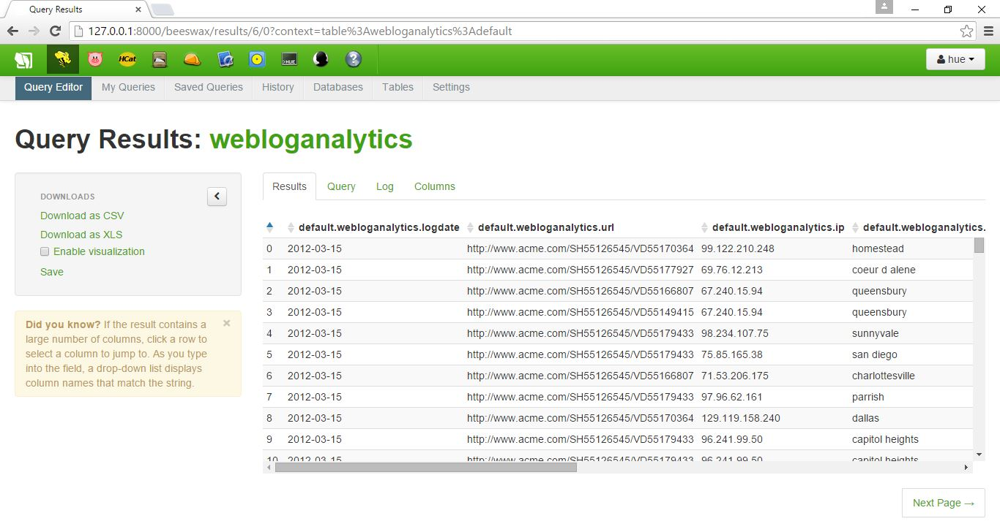 Query Results
127.0.0.1:8000/beeswax/results/6/0?context=table%3Awebloganalytics%3Adefault
HCat
>HUE
?
hue
Query Editor My Queries Saved Queries History Databases Tables Settings
Query Results: webloganalytics
DOWNLOADS
Download as CSV
Download as XLS
Enable visualization
Save
Did you know? If the result contains a
large number of columns, click a row to
select a column to jump to. As you type
into the field, a drop-down list displays
column names that match the string.
Results Query Log Columns
default.webloganalytics.logdate default.webloganalytics.url default.webloganalytics.ip default.webloganalytics.
0 2012-03-15 http://www.acme.com/SH55126545/VD55170364 99.122.210.248 homestead
1 2012-03-15 http://www.acme.com/SH55126545/VD55177927 69.76.12.213 coeur d alene
2 2012-03-15 http://www.acme.com/SH55126545/VD55166807 67.240.15.94 queensbury
3 2012-03-15 http://www.acme.com/SH55126545/VD55149415 67.240.15.94 queensbury
4 2012-03-15 http://www.acme.com/SH55126545/VD55179433 98.234.107.75 sunnyvale
5 2012-03-15 http://www.acme.com/SH55126545/VD55179433 75.85.165.38 san diego
6 2012-03-15 http://www.acme.com/SH55126545/VD55166807 71.53.206.175 charlottesville
7 2012-03-15 http://www.acme.com/SH55126545/VD55179433 97.96.62.161 parrish
8 2012-03-15 http://www.acme.com/SH55126545/VD55170364 129.119.158.240 dallas
9 2012-03-15 http://www.acme.com/SH55126545/VD55179433 96.241.99.50 capitol heights
10 2012-03-15 http://www.acme.com/SH55126545/VD55179433 96.241.99.50 capitol heights
Next Page →